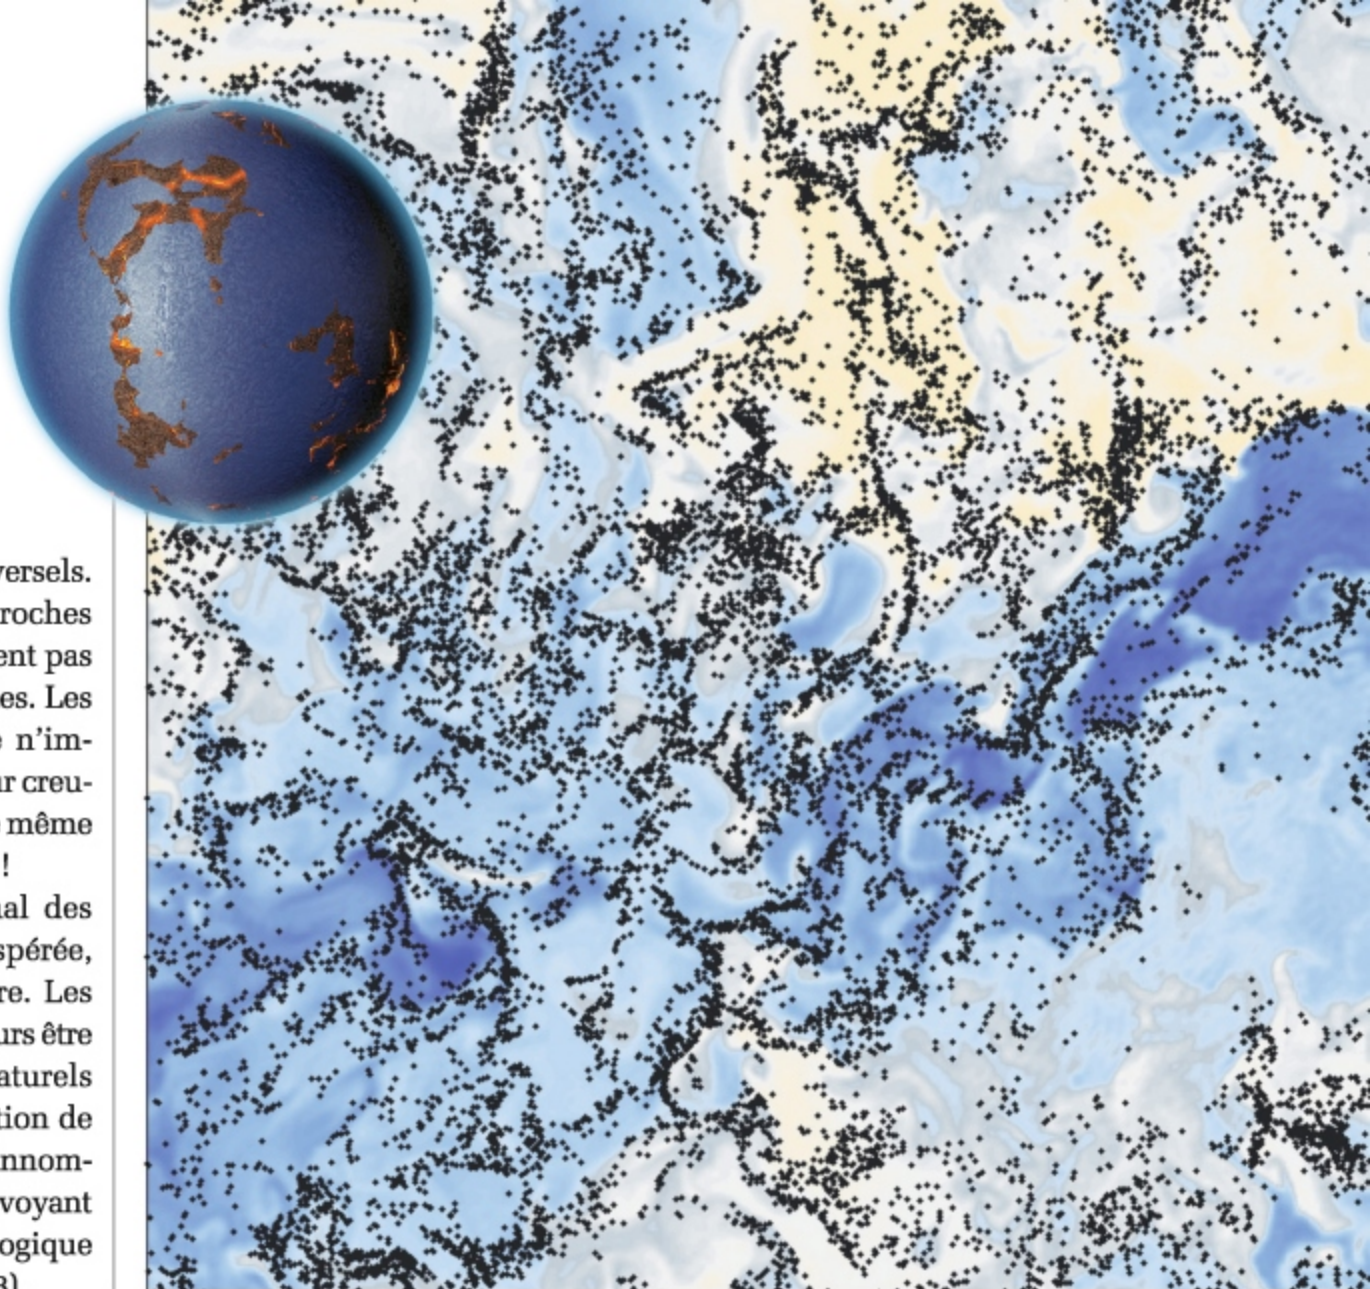 versels.
roches
ent pas
es. Les
n'im-
ir creu-
même
!
al des
spérée,
re. Les
urs être
aturels
tion de
nnom-
voyant
ogique